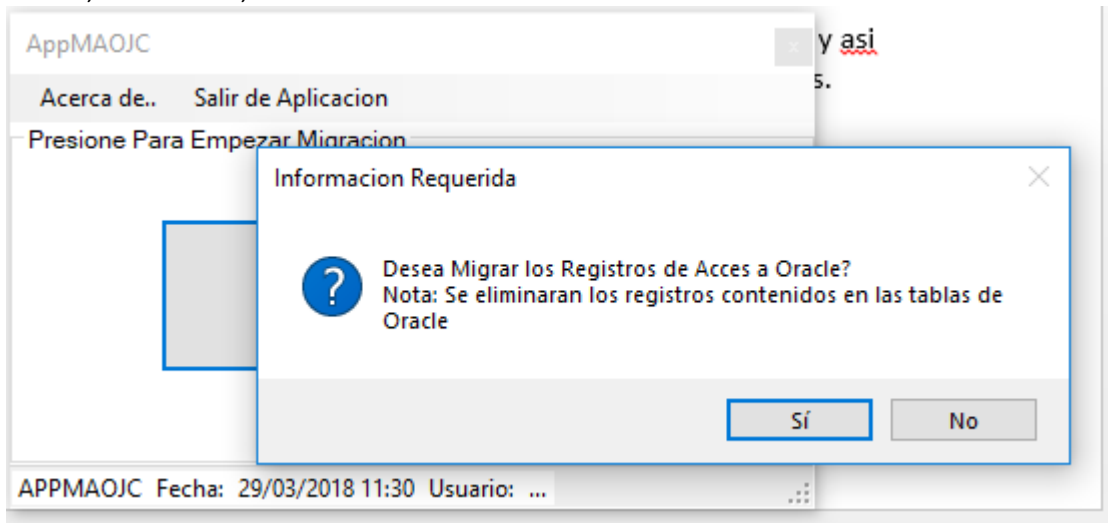 AppMAOJC
y asi
s.
Acerca de.. Salir de Aplicacion
Presione Para Empezar Migracion
Informacion Requerida
Desea Migrar los Registros de Acces a Oracle?
Nota: Se eliminaran los registros contenidos en las tablas de
Oracle
Sí No
APPMAOJC Fecha: 29/03/2018 11:30 Usuario: ...